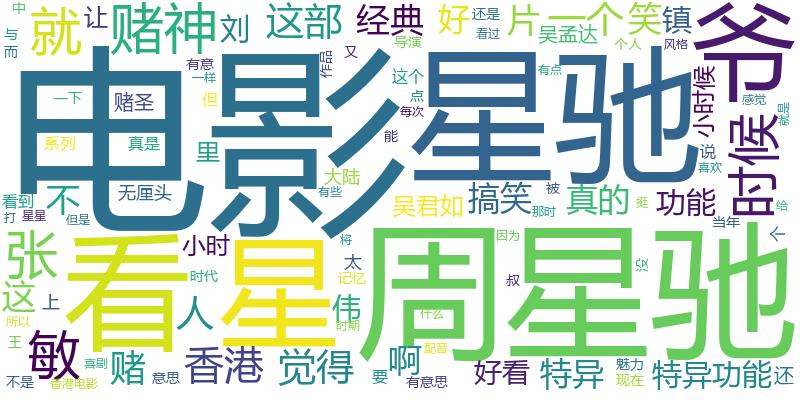 中
与
而
让
就
赌神
刘
这部
经典
好
还是
看过
片
一个
笑
镇
爷
导演
又
吴孟达
个人
风格
有意
一样
作品
这个
点
有点
小时候
感觉
就是
一下
赌圣
但
每次
电影
星驰
时候
系列
真是
里
能
说
喜欢
大陆
有些
无厘头
看到
不
打
星星
但是
吴君如
搞笑
被
那时
真的
挺
功能
给
当年
个
张
看
小时
星
将
太
周星驰
因为
没
叔
时代
记忆
这
上
人
伟
时期
什么
所以
王
敏
喜剧
赌
香港
觉得
啊
配音
要
有意思
好看
特异
魅力
现在
特异功能
还
不是
香港电影
意思